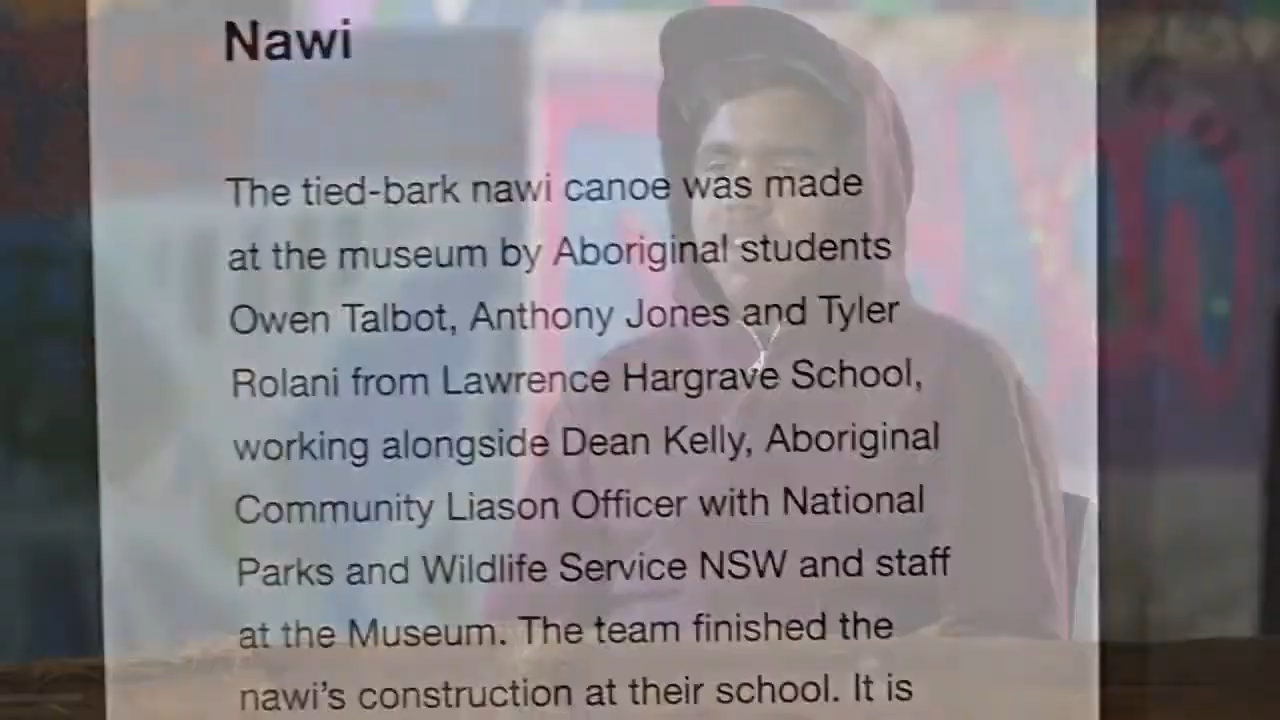 Nawi
The tied-bark nawi canoe was made
at the museum by Aboriginal students
Owen Talbot, Anthony Jones and Tyler
Rolani from Lawrence Hargrave School,
working alongside Dean Kelly, Aboriginal
Community Liason Officer with National
Parks and Wildlife Service NSW and staff
at the Museum. The team finished the
nawi's construction at their school. It is